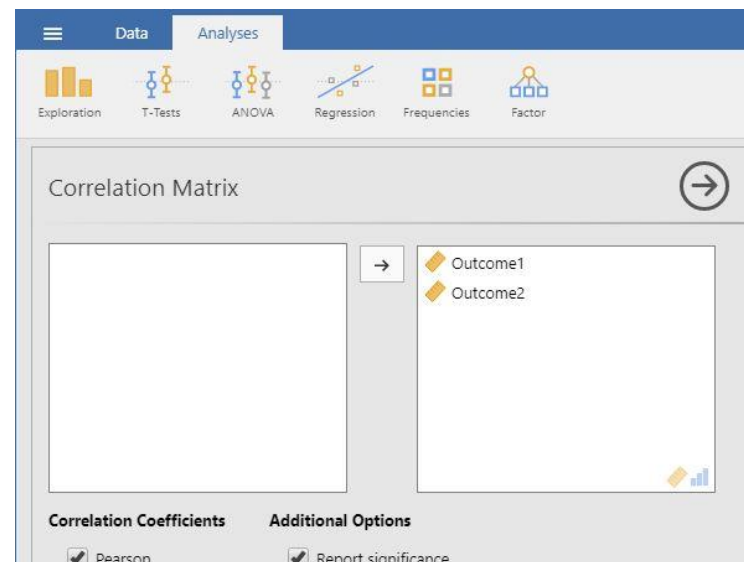 Data Analyses
Exploration T-Tests ANOVA Regression Frequencies Factor
Correlation Matrix
Outcome1
Outcome2
Correlation Coefficients Additional Options
Pearson Report significance